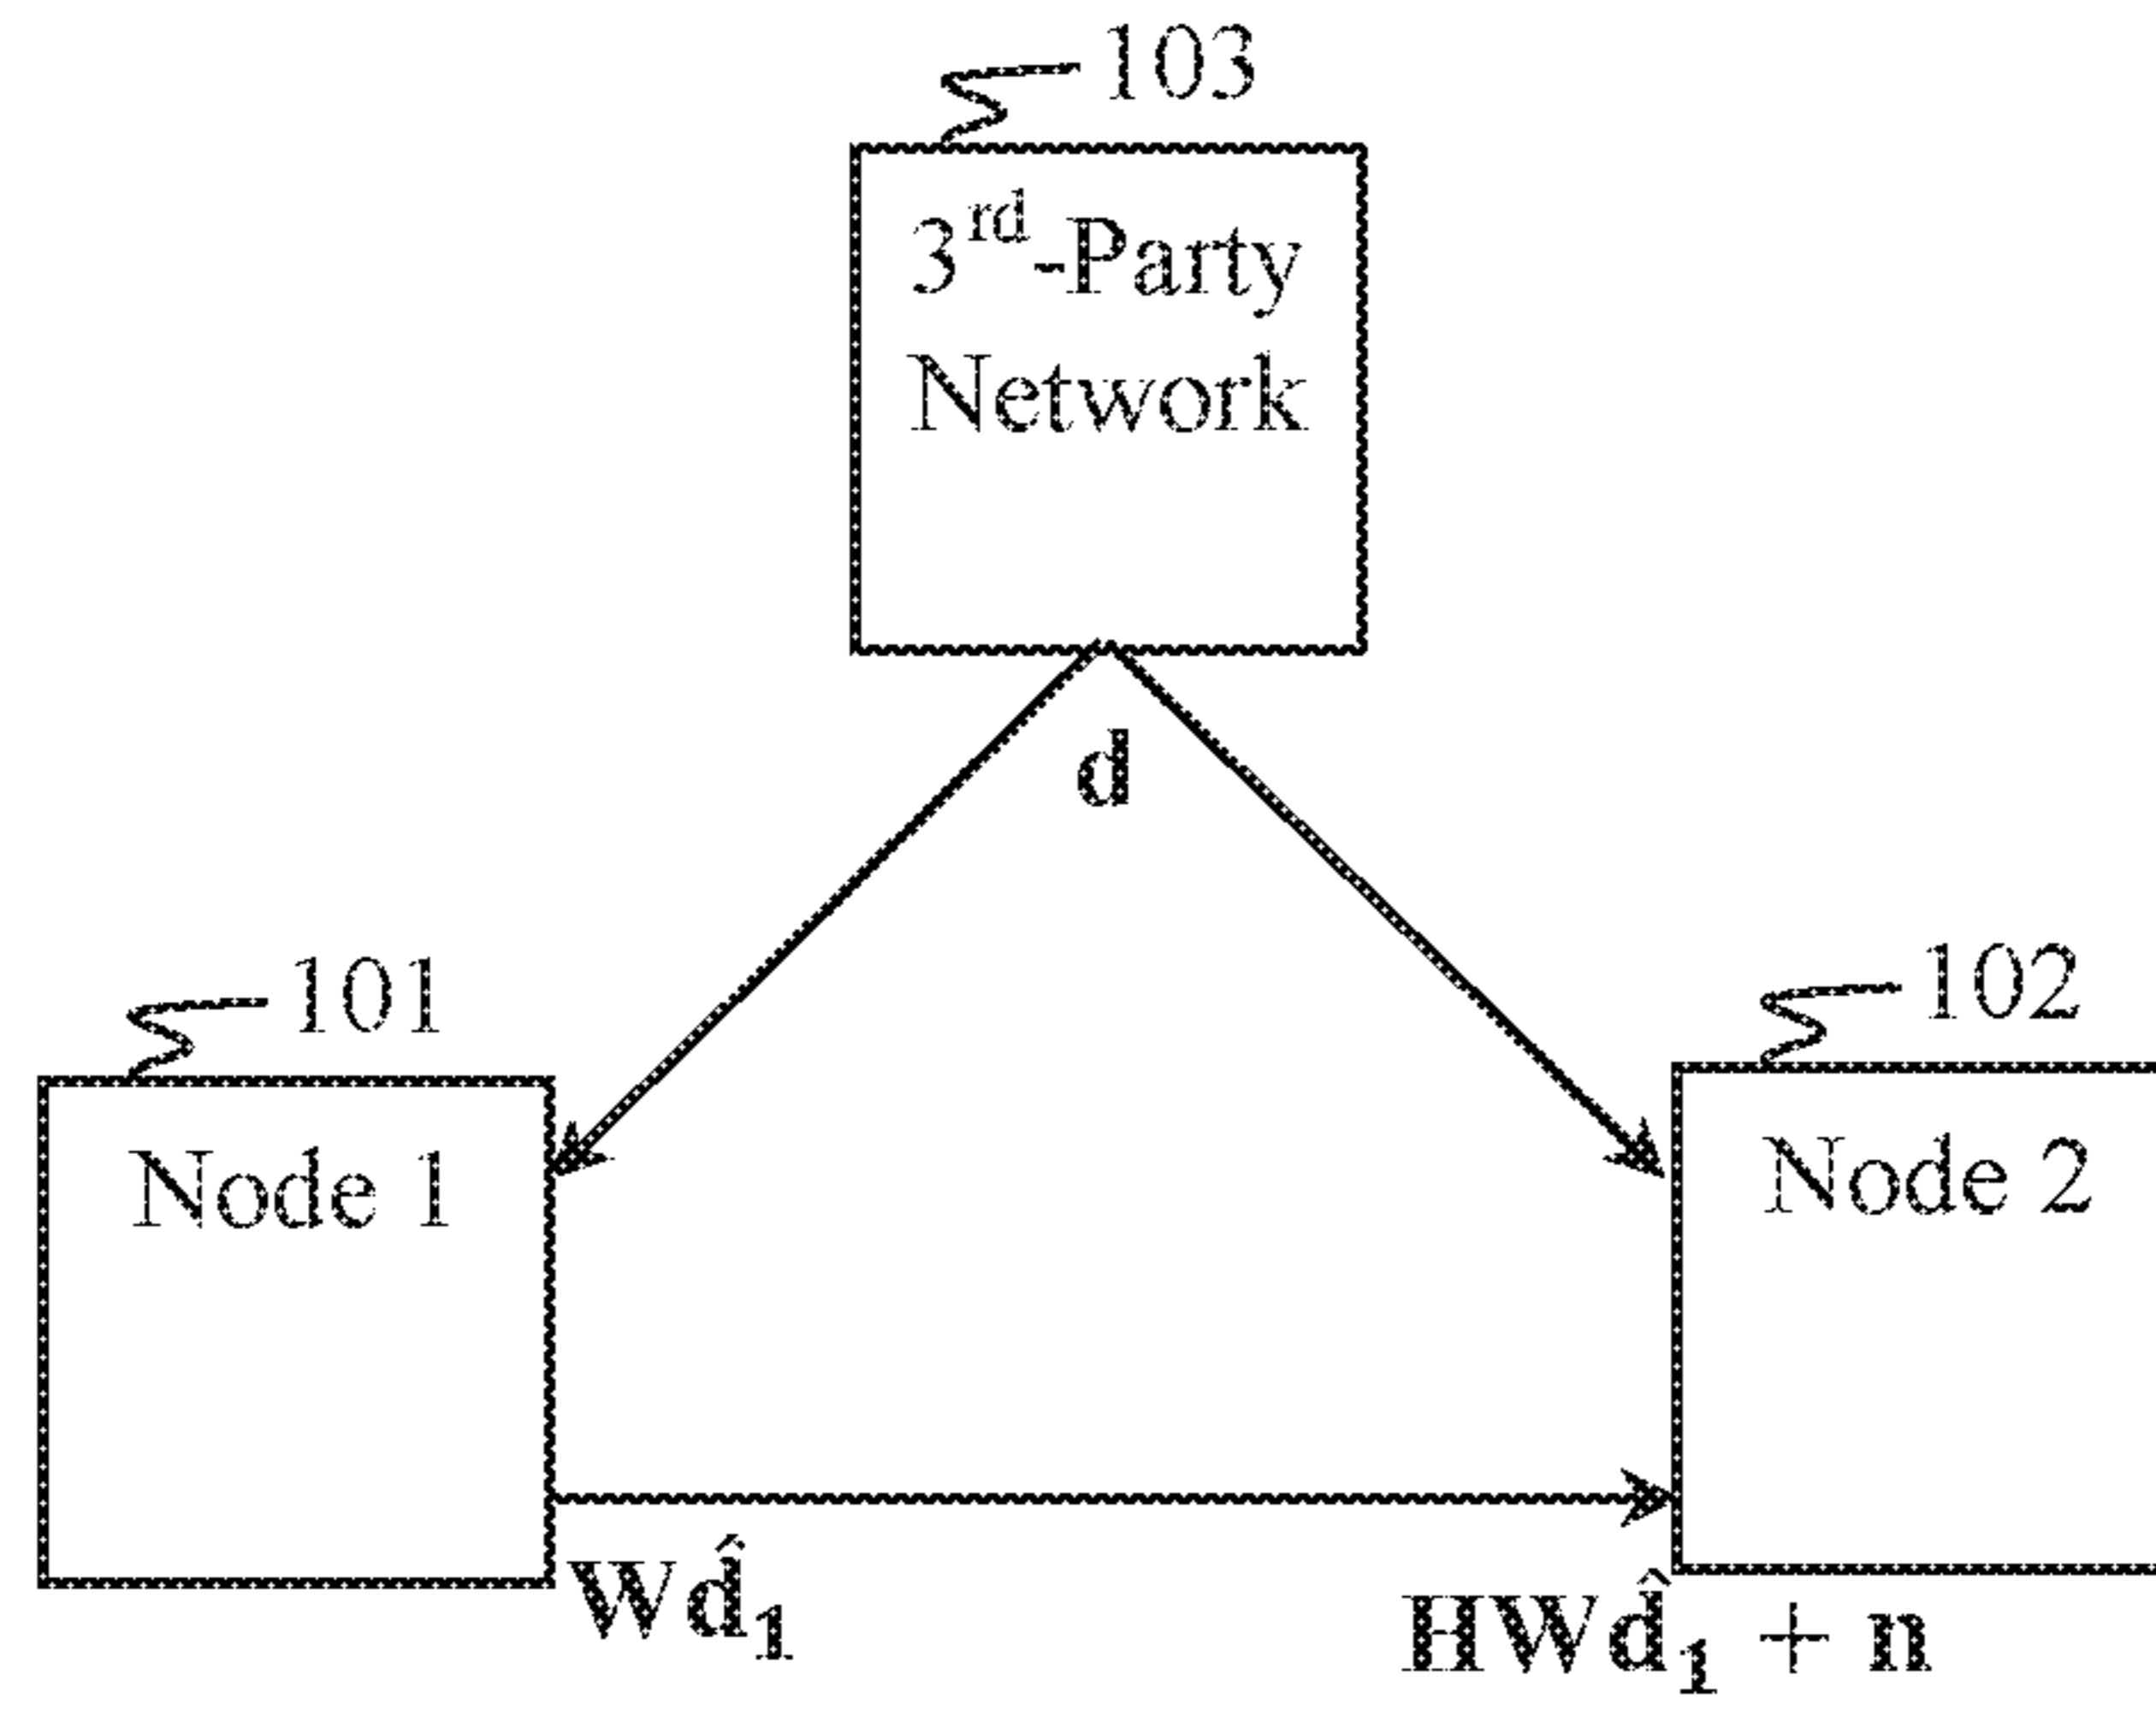 103
3rd-Party
Network
d
101
102
Node 1
Node 2
Wd̂₁
HWd̂₁ + n